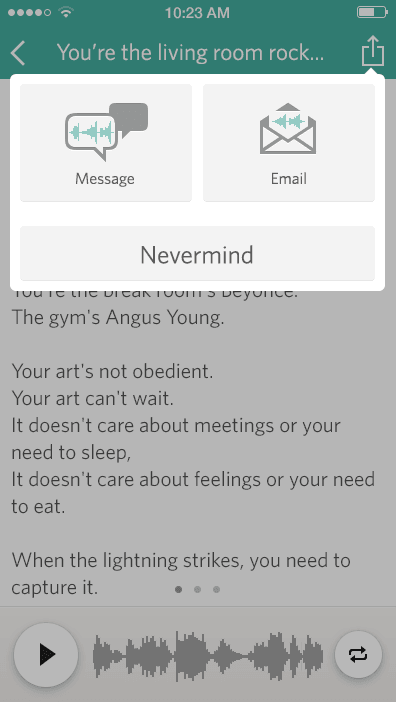 10:23 AM
You’re the living room rock...
Message
Email
Nevermind
You're the break room's Beyoncé.
The gym's Angus Young.
Your art's not obedient.
Your art can't wait.
It doesn't care about meetings or your
need to sleep,
It doesn't care about feelings or your need
to eat.
When the lightning strikes, you need to
capture it.